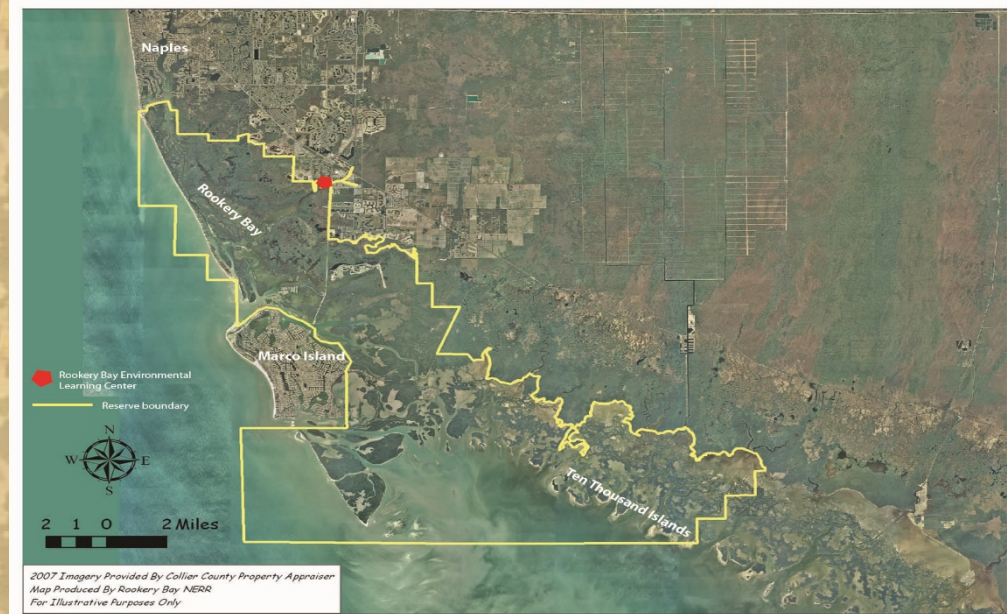 Naples
Rookery Bay
Marco Island
Ten Thousand Islands
Rookery Bay Environmental
Learning Center
Reserve boundary
N
W E
S
2 1 0 2 Miles
2007 Imagery Provided By Collier County Property Appraiser
Map Produced By Rookery Bay NERR
For Illustrative Purposes Only